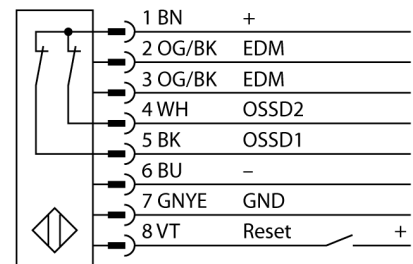 1 BN +
2 OG/BK EDM
3 OG/BK EDM
4 WH OSSD2
5 BK OSSD1
6 BU –
7 GNYE GND
8 VT Reset +